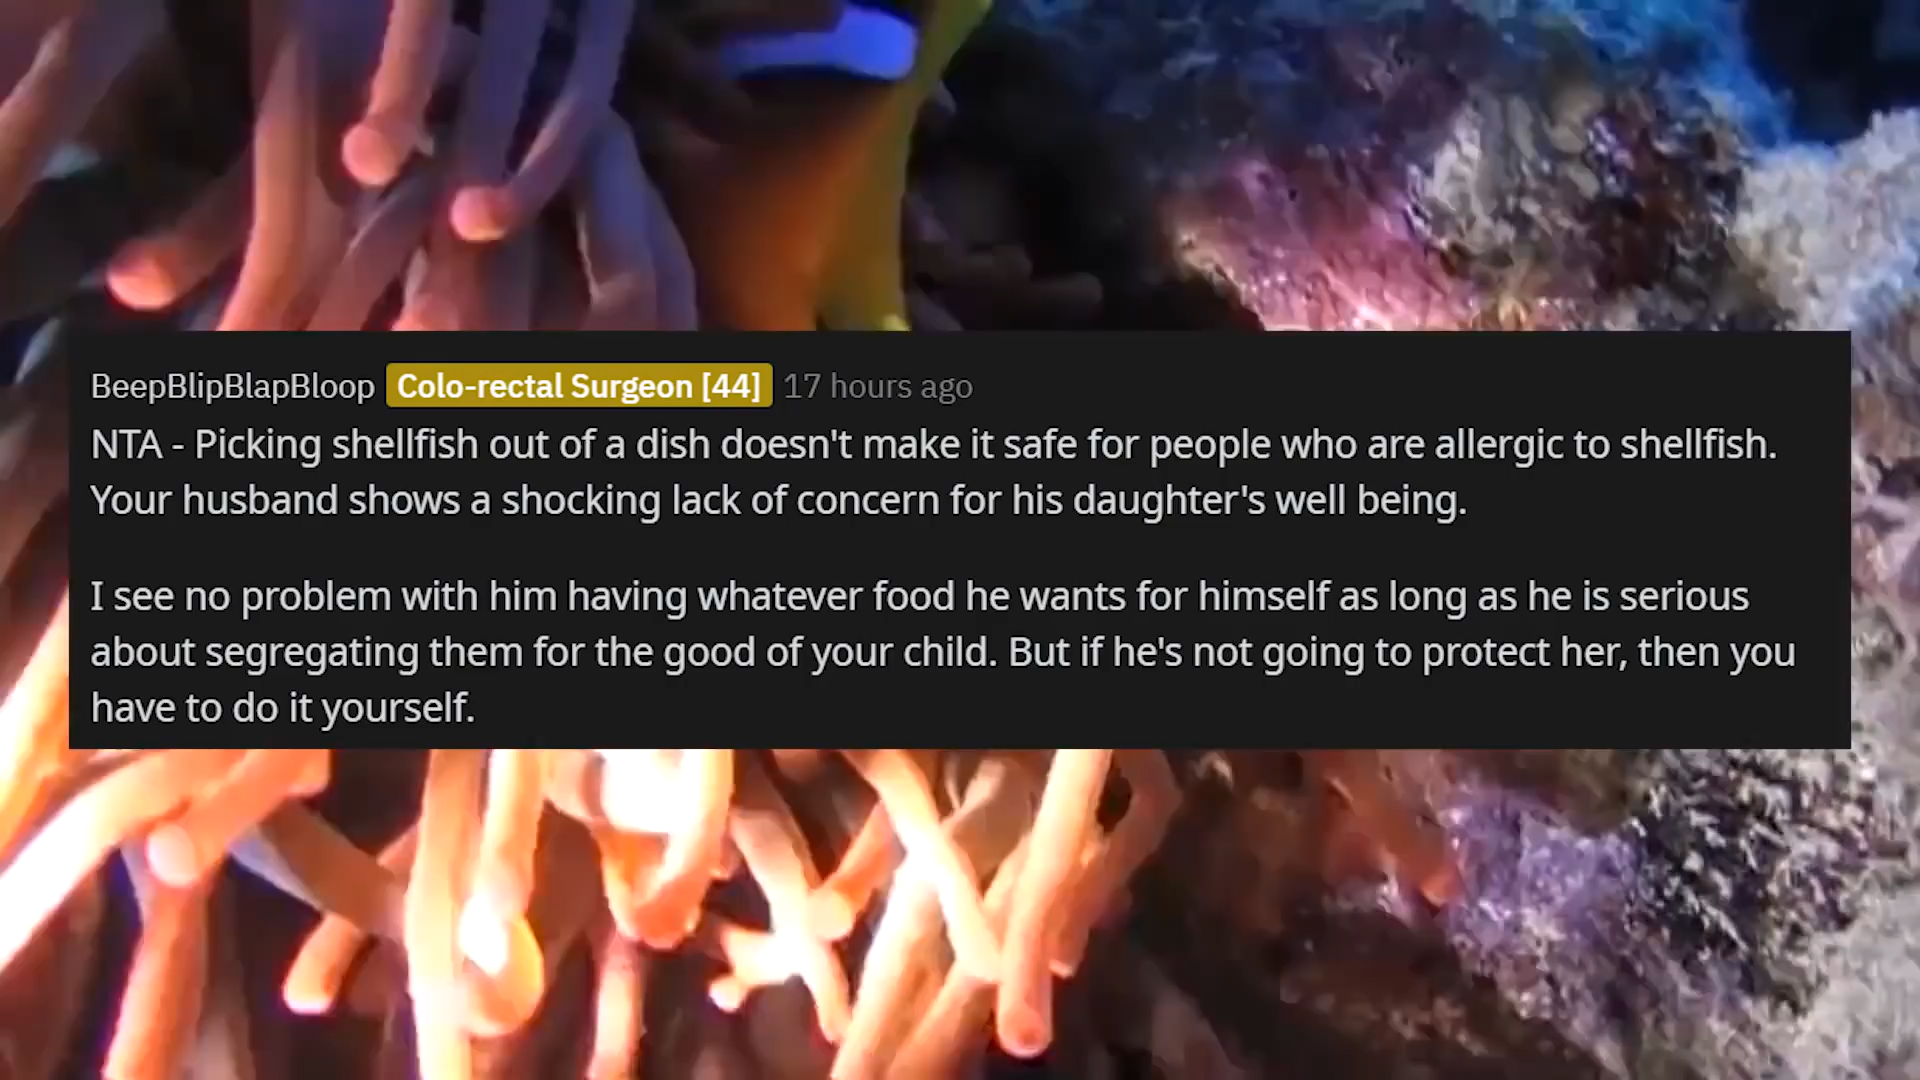 BeepBlipBlapBloop Colo-rectal Surgeon [44] 17 hours ago
NTA - Picking shellfish out of a dish doesn't make it safe for people who are allergic to shellfish.
Your husband shows a shocking lack of concern for his daughter's well being.
I see no problem with him having whatever food he wants for himself as long as he is serious
about segregating them for the good of your child. But if he's not going to protect her, then you
have to do it yourself.